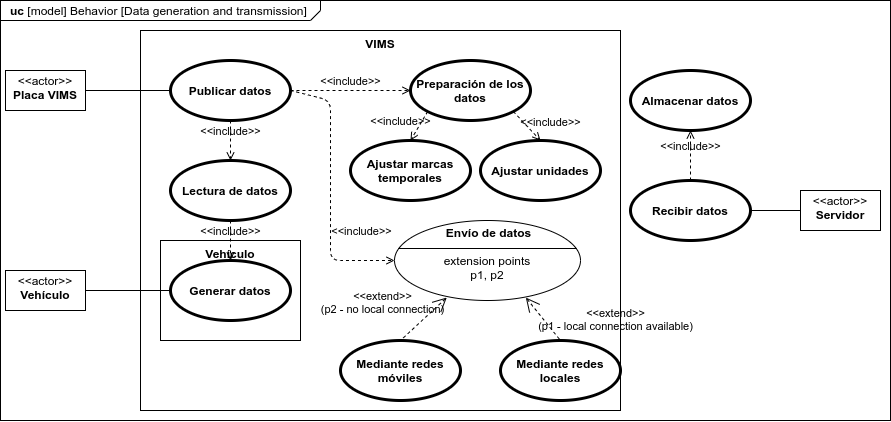 uc [model] Behavior [Data generation and transmission]
VIMS
<<actor>>
Placa VIMS
Publicar datos
<<include>>
Preparación de los
datos
Almacenar datos
<<include>>
<<include>>
<<include>>
<<include>>
Ajustar marcas
temporales
Ajustar unidades
Lectura de datos
<<include>>
<<include>>
Recibir datos
<<actor>>
Servidor
Envío de datos
extension points
p1, p2
Vehículo
<<actor>>
Vehículo
Generar datos
<<extend>>
(p2 - no local connection)
<<extend>>
(p1 - local connection available)
Mediante redes
móviles
Mediante redes
locales